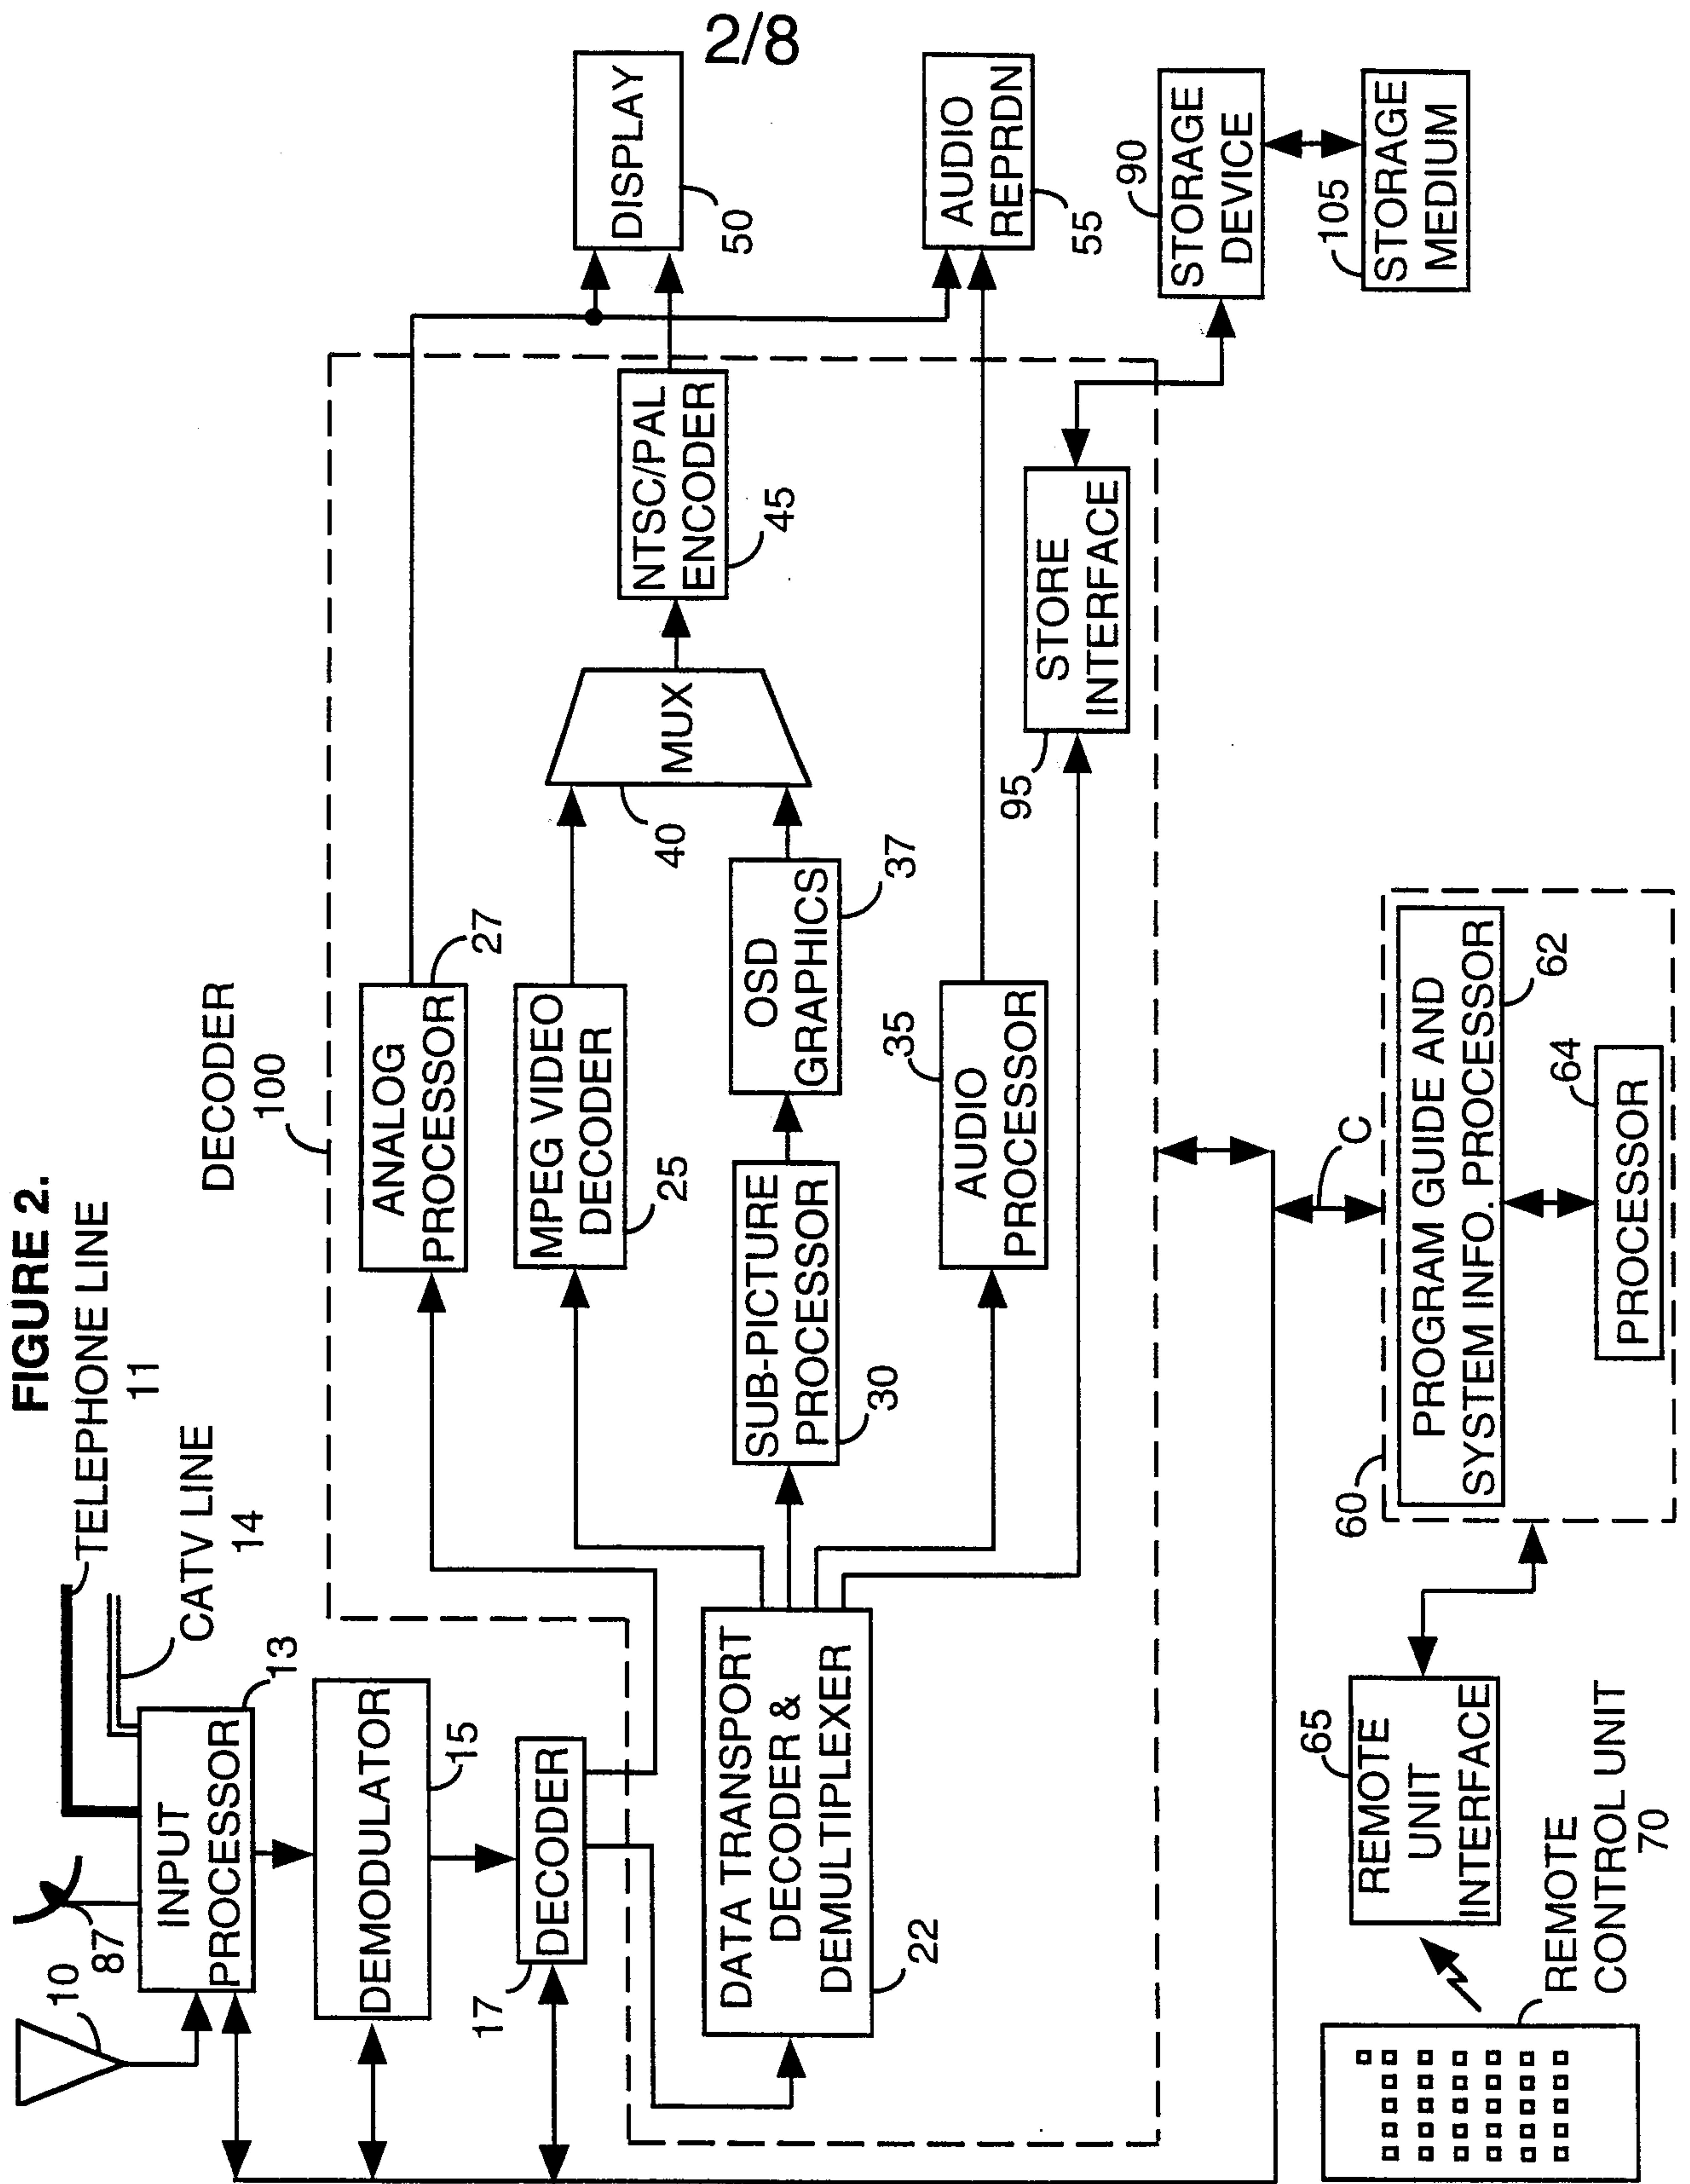 2/8
FIGURE 2.
TELEPHONE LINE
11
CATV LINE
14
10
87
INPUT
PROCESSOR
13
DEMODULATOR
15
DECODER
17
DECODER
100
ANALOG
PROCESSOR
27
MPEG VIDEO
DECODER
25
SUB-PICTURE
PROCESSOR
30
OSD
GRAPHICS
37
MUX
40
NTSC/PAL
ENCODER
45
DISPLAY
50
AUDIO
REPRDN
55
AUDIO
PROCESSOR
35
DATA TRANSPORT
DECODER &
DEMULTIPLEXER
22
STORE
INTERFACE
95
STORAGE
DEVICE
90
STORAGE
MEDIUM
105
C
60
PROGRAM GUIDE AND
SYSTEM INFO. PROCESSOR
62
PROCESSOR
64
REMOTE
UNIT
INTERFACE
65
REMOTE
CONTROL UNIT
70